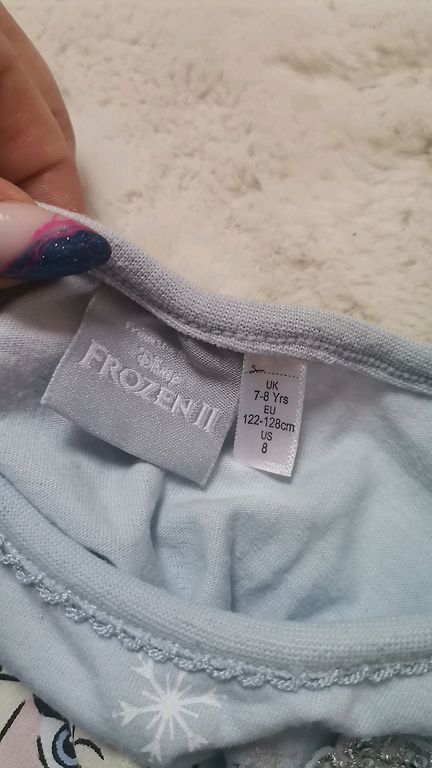 Disney
FROZEN II
UK
7-8 Yrs
EU
122-128cm
US
8